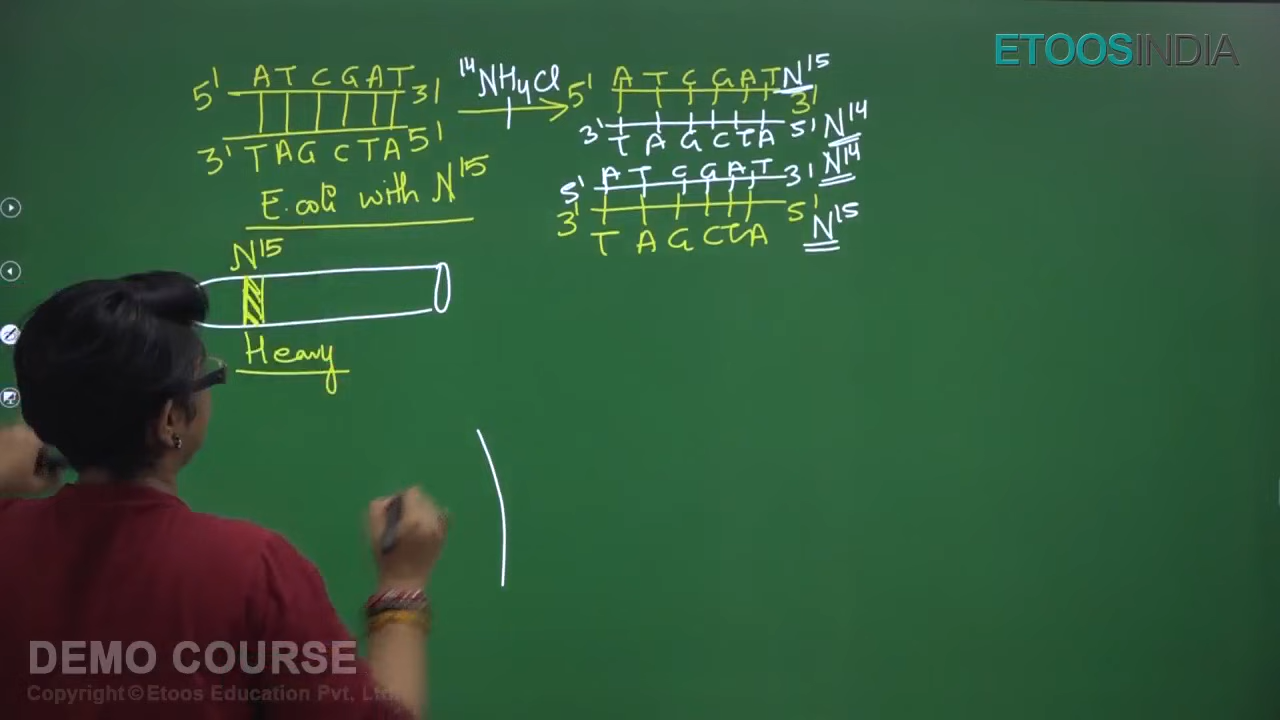 ETOOSINDIA
5' A T C G A T 3'
3' T A G C T A 5'
E.coli with N15
14NH4Cl
5' A T C G A T N15
3'
3' T A G C T A 5' N14
5' A T C G A T 3' N14
3' T A G C T A 5' N15
N15
Heavy
DEMO COURSE
Copyright © Etoos Education Pvt. Ltd.